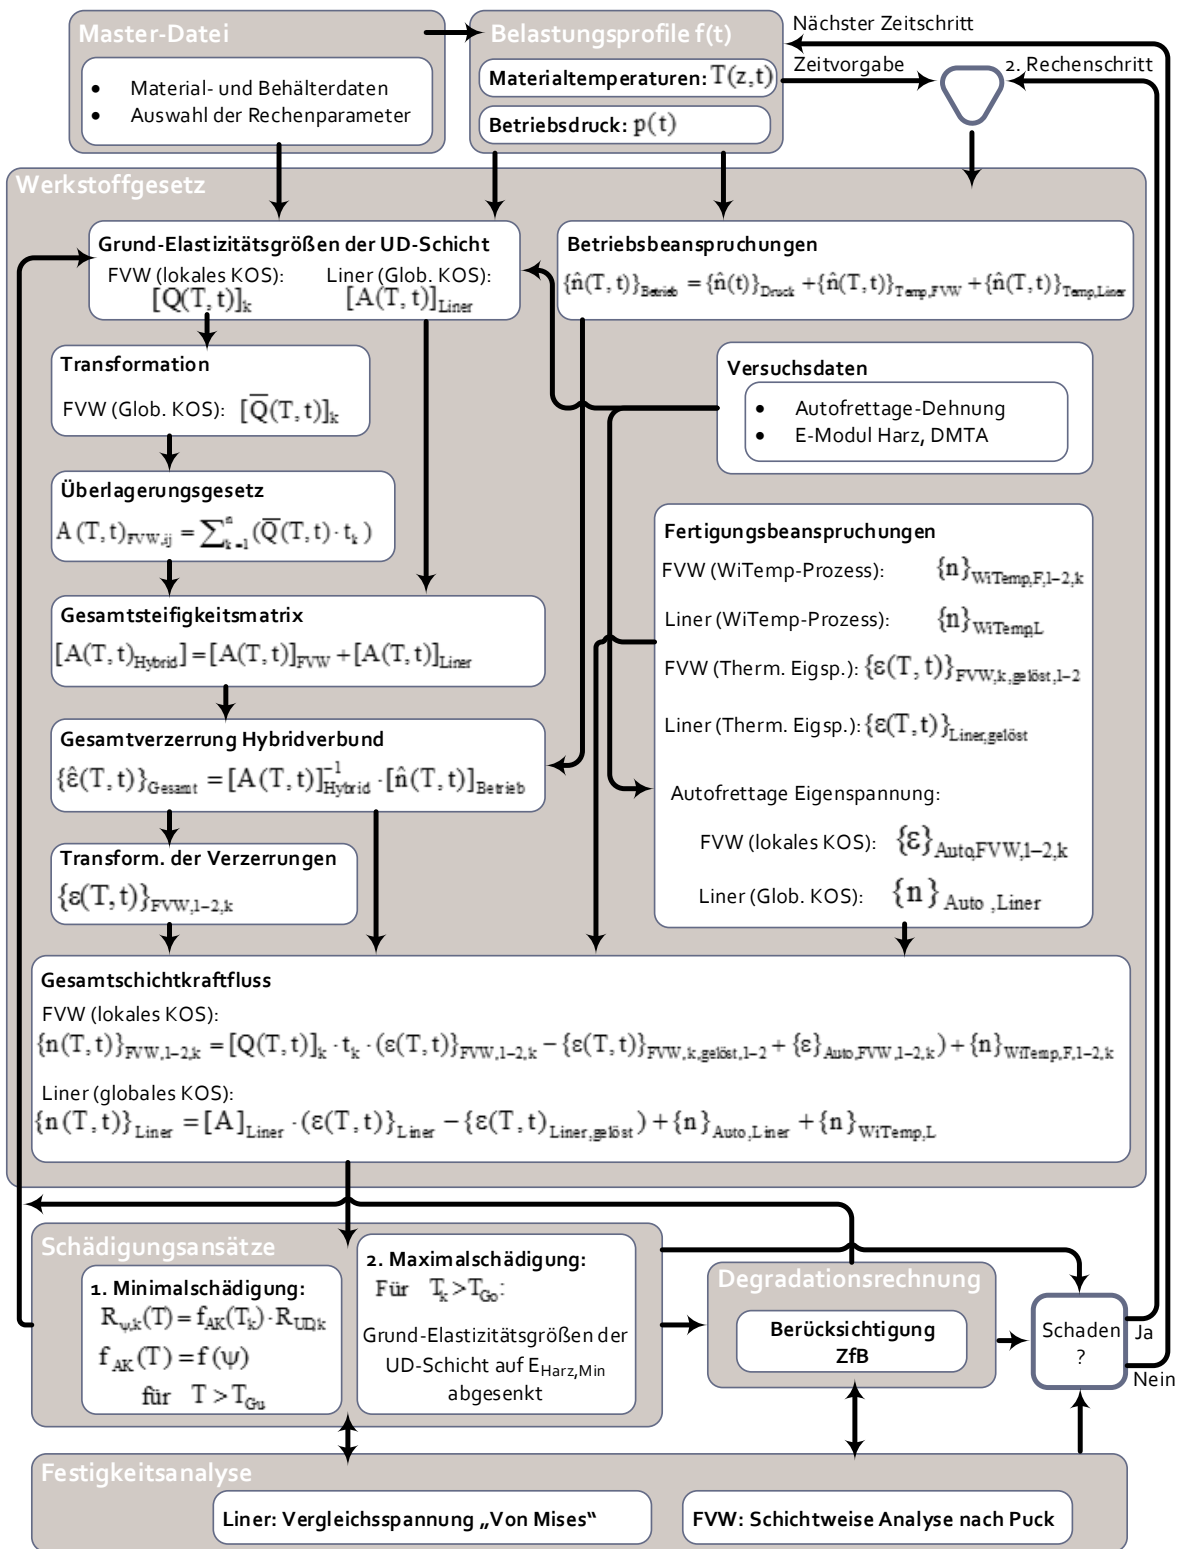 Master-Datei
• Material- und Behälterdaten
• Auswahl der Rechenparameter
Belastungsprofile f(t)
Materialtemperaturen: T(z,t)
Betriebsdruck: p(t)
Nächster Zeitschritt
Zeitvorgabe
2. Rechenschritt
Werkstoffgesetz
Grund-Elastizitätsgrößen der UD-Schicht
FVW (lokales KOS): Liner (Glob. KOS):
[Q(T,t)]k [A(T,t)]Liner
Betriebsbeanspruchungen
{n̂(T,t)}Betrieb = {n̂(t)}Druck + {n̂(T,t)}Temp,FVW + {n̂(T,t)}Temp,Liner
Transformation
FVW (Glob. KOS): [Q̅(T,t)]k
Versuchsdaten
• Autofrettage-Dehnung
• E-Modul Harz, DMTA
Überlagerungsgesetz
A(T,t)FVW,ij = ∑ⁿk=1 (Q̅(T,t)·tk)
Gesamtsteifigkeitsmatrix
[A(T,t)Hybrid] = [A(T,t)]FVW + [A(T,t)]Liner
Gesamtverzerrung Hybridverbund
{ε̂(T,t)}Gesamt = [A(T,t)]⁻¹Hybrid · [n̂(T,t)]Betrieb
Transform. der Verzerrungen
{ε(T,t)}FVW,1–2,k
Fertigungsbeanspruchungen
FVW (WiTemp-Prozess): {n}WiTemp,F,1–2,k
Liner (WiTemp-Prozess): {n}WiTemp,L
FVW (Therm. Eigsp.): {ε(T,t)}FVW,k,gelöst,1–2
Liner (Therm. Eigsp.): {ε(T,t)}Liner,gelöst
Autofrettage Eigenspannung:
FVW (lokales KOS): {ε}Auto,FVW,1–2,k
Liner (Glob. KOS): {n}Auto,Liner
Gesamtschichtkraftfluss
FVW (lokales KOS):
{n(T,t)}FVW,1–2,k = [Q(T,t)]k · tk · (ε(T,t)}FVW,1–2,k − {ε(T,t)}FVW,k,gelöst,1–2 + {ε}Auto,FVW,1–2,k) + {n}WiTemp,F,1–2,k
Liner (globales KOS):
{n(T,t)}Liner = [A]Liner · (ε(T,t)}Liner − {ε(T,t)Liner,gelöst) + {n}Auto,Liner + {n}WiTemp,L
Schädigungsansätze
1. Minimalschädigung:
Rψ,k(T) = fAK(Tk) · RUD,k
fAK(T) = f(ψ)
für T > TGu
2. Maximalschädigung:
Für Tk > TGo:
Grund-Elastizitätsgrößen der
UD-Schicht auf EHarz,Min
abgesenkt
Degradationsrechnung
Berücksichtigung
ZfB
Schaden
?
Ja
Nein
Festigkeitsanalyse
Liner: Vergleichsspannung „Von Mises“
FVW: Schichtweise Analyse nach Puck